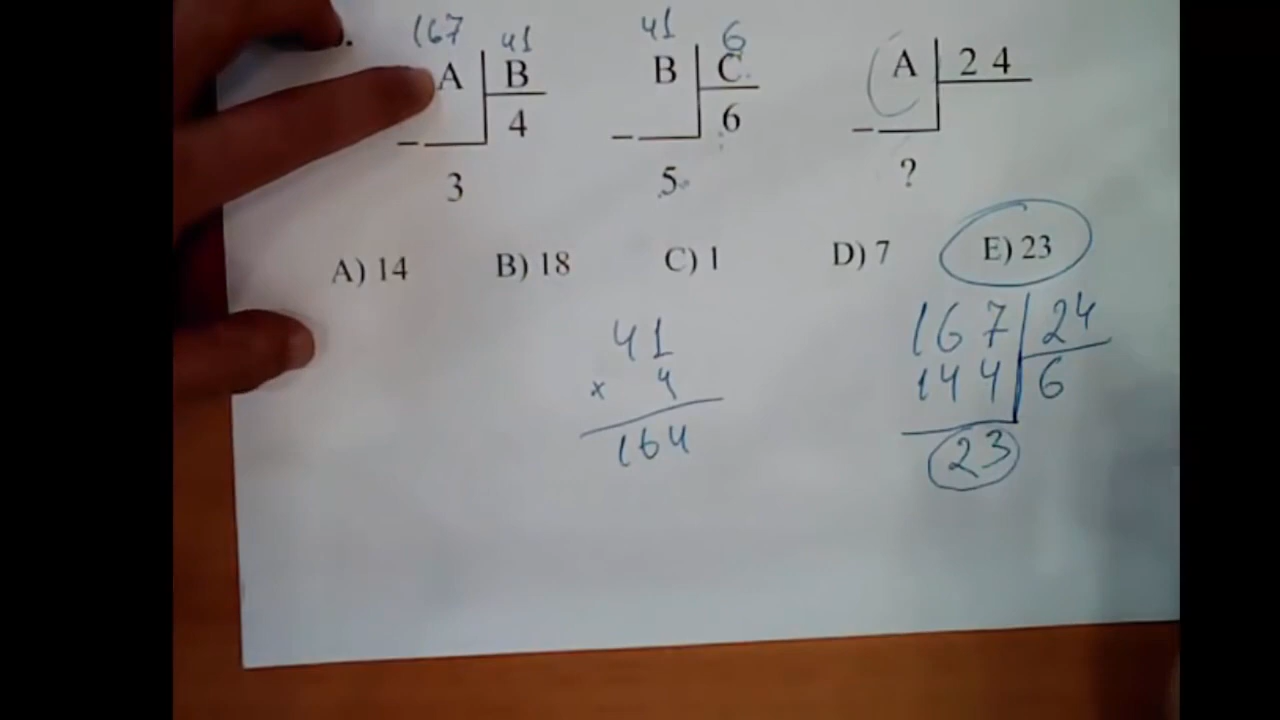 167 41 41 6
A B B C A 24
4 6
3 5 ?
A) 14 B) 18 C) 1 D) 7 E) 23
41
× 4
164
167 24
144 6
23